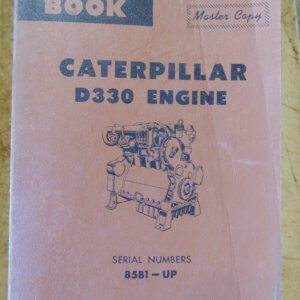 BOOK
Master Copy
CATERPILLAR
D330 ENGINE
SERIAL NUMBERS
85B1 – UP